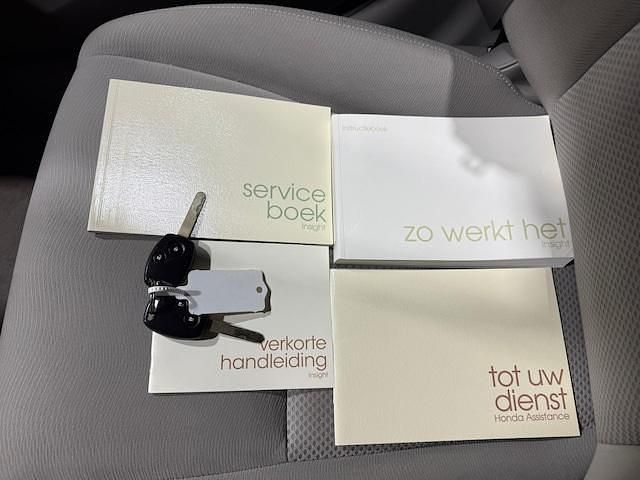 service
boek
Insight
Instructieboek
zo werkt het
Insight
verkorte
handleiding
Insight
tot uw
dienst
Honda Assistance